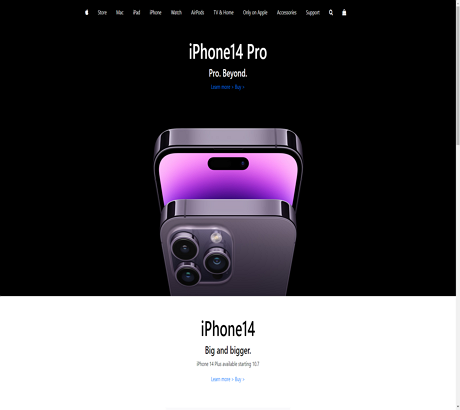 Store Mac iPad iPhone Watch AirPods TV & Home Only on Apple Accessories Support
iPhone14 Pro
Pro. Beyond.
Learn more > Buy >
iPhone14
Big and bigger.
iPhone 14 Plus available starting 10.7
Learn more > Buy >